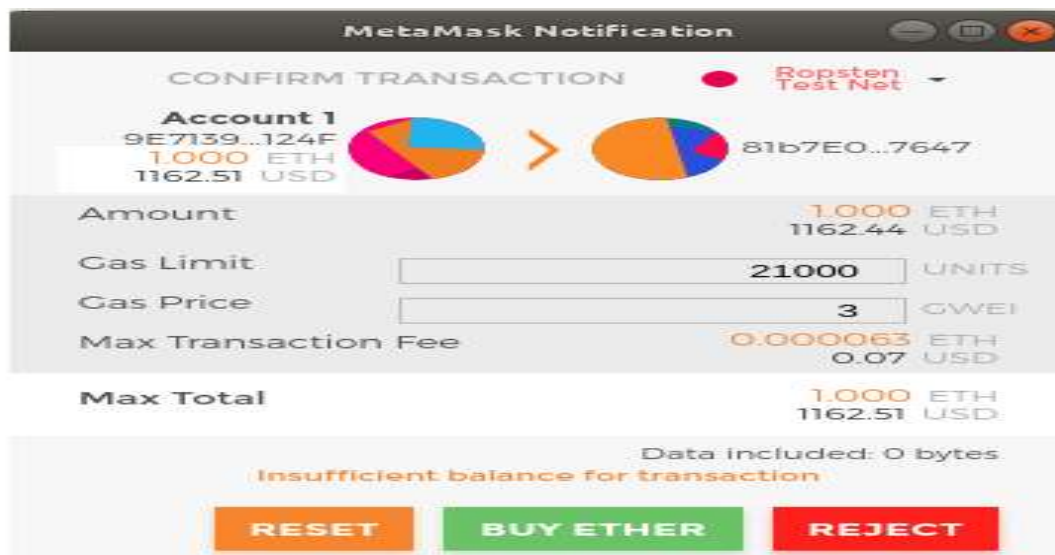 MetaMask Notification
CONFIRM TRANSACTION
Ropsten
Test Net
Account 1
9E7139...124F
1.000 ETH
1162.51 USD
>
81b7E0...7647
Amount 1.000 ETH
1162.44 USD
Gas Limit 21000 UNITS
Gas Price 3 GWEI
Max Transaction Fee 0.000063 ETH
0.07 USD
Max Total 1.000 ETH
1162.51 USD
Data included: 0 bytes
Insufficient balance for transaction
RESET BUY ETHER REJECT